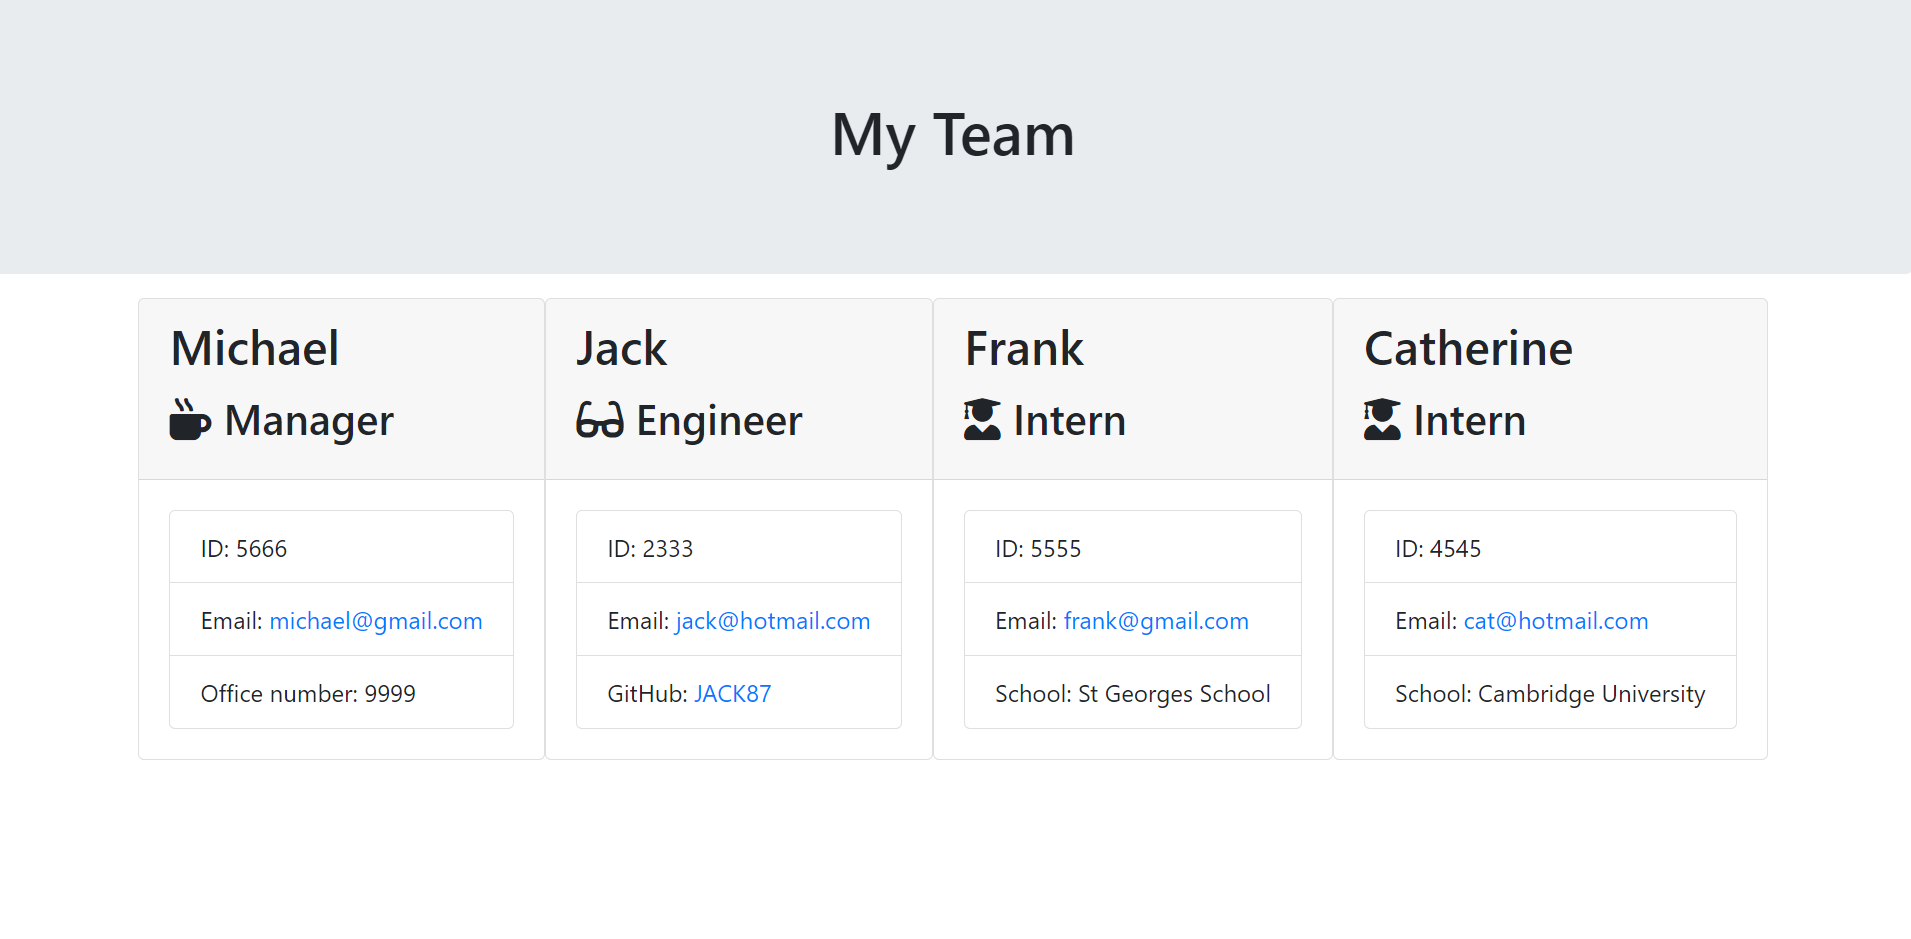 My Team
Michael
Manager
ID: 5666
Email: michael@gmail.com
Office number: 9999
Jack
Engineer
ID: 2333
Email: jack@hotmail.com
GitHub: JACK87
Frank
Intern
ID: 5555
Email: frank@gmail.com
School: St Georges School
Catherine
Intern
ID: 4545
Email: cat@hotmail.com
School: Cambridge University